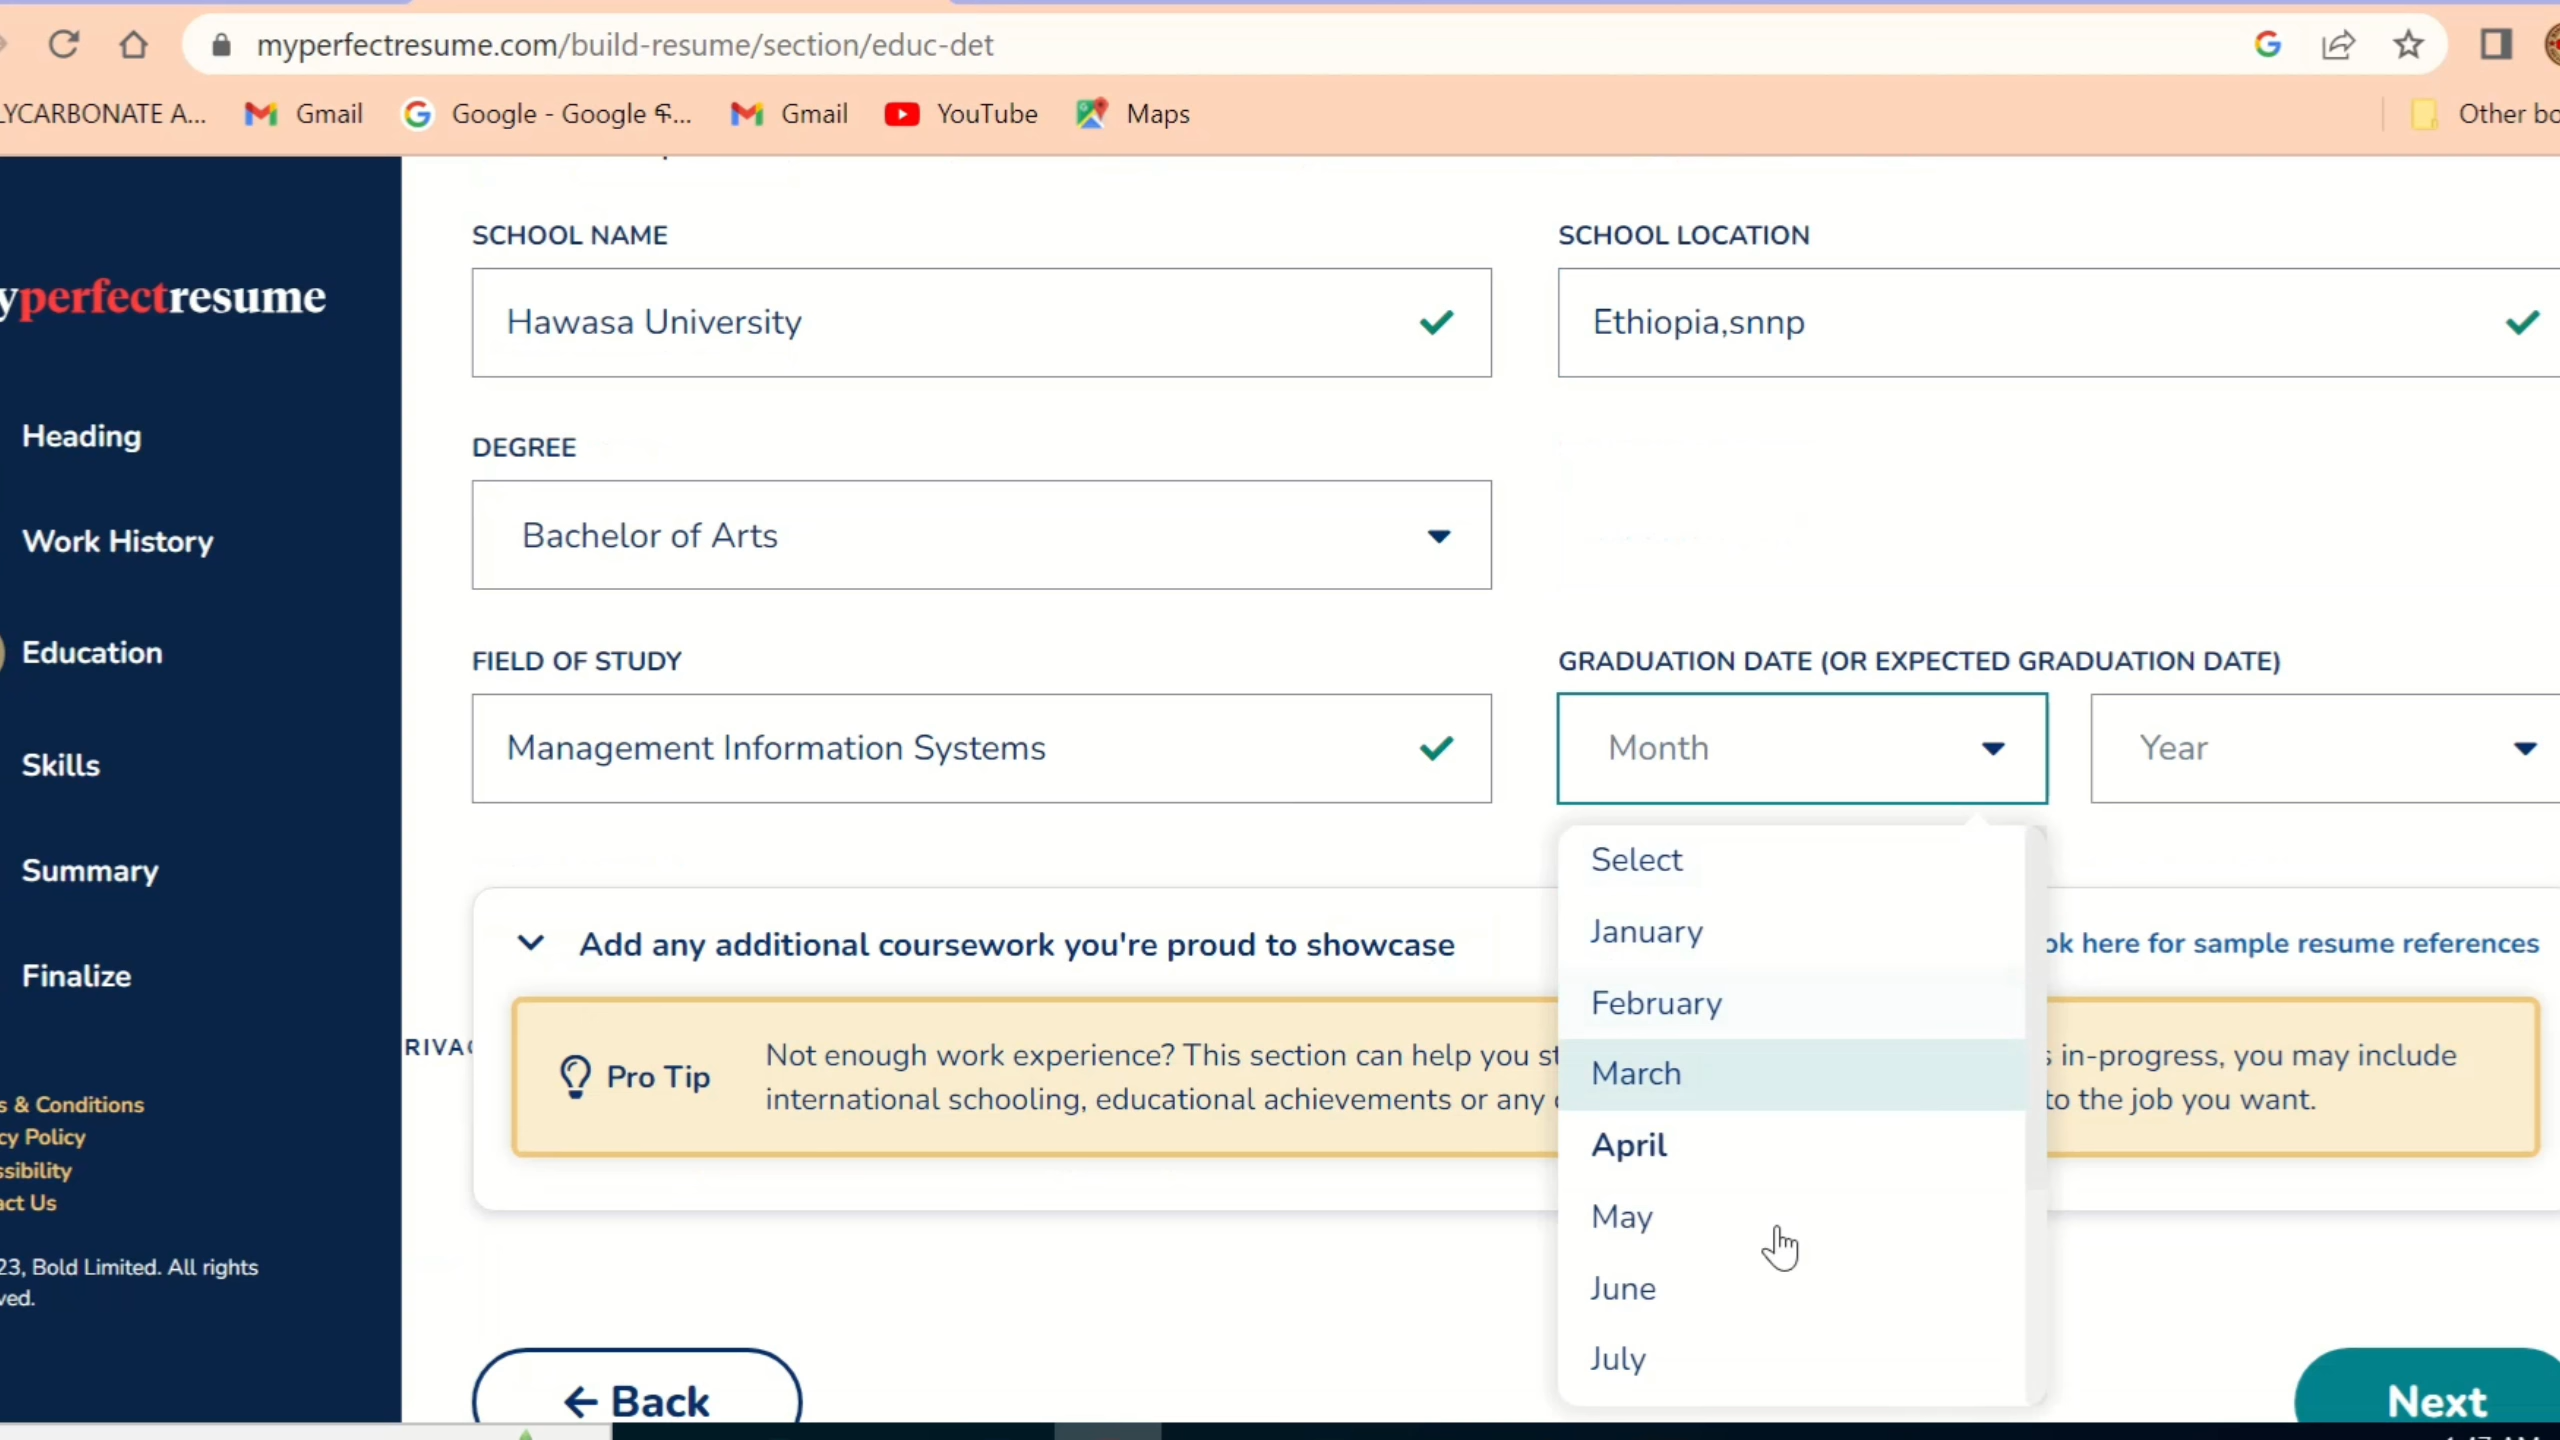 myperfectresume.com/build-resume/section/educ-det
LYCARBONATE A... Gmail Google - Google ፍ... Gmail YouTube Maps Other bo
yperfectresume
Heading
Work History
Education
Skills
Summary
Finalize
s & Conditions
cy Policy
ssibility
act Us
23, Bold Limited. All rights
ved.
SCHOOL NAME
Hawasa University
SCHOOL LOCATION
Ethiopia,snnp
DEGREE
Bachelor of Arts
FIELD OF STUDY
Management Information Systems
GRADUATION DATE (OR EXPECTED GRADUATION DATE)
Month
Year
Select
January
February
March
April
May
June
July
Add any additional coursework you're proud to showcase
ok here for sample resume references
RIVAC
Pro Tip
Not enough work experience? This section can help you st s in-progress, you may include
international schooling, educational achievements or any to the job you want.
Back
Next